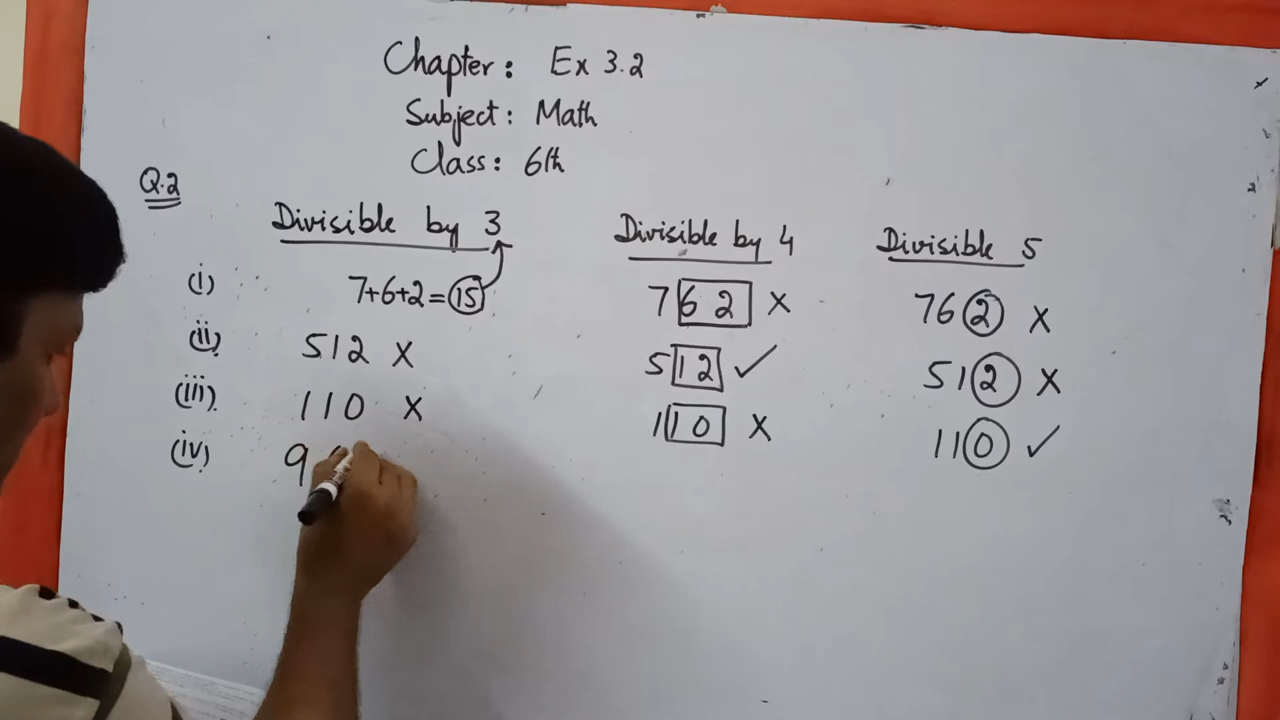 Chapter: Ex 3.2
Subject: Math
Class: 6th
Q.2
Divisible by 3 Divisible by 4 Divisible 5
(i) 7+6+2=15 762 X 762 X
(ii) 512 X 512 ✓ 512 X
(iii) 110 X 110 X 110 ✓
(iv) 9